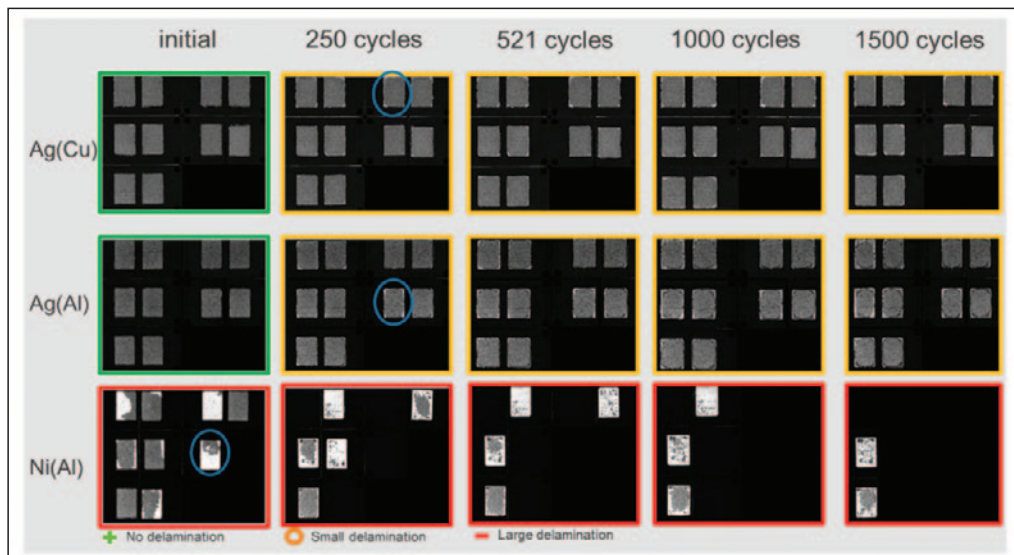 initial 250 cycles 521 cycles 1000 cycles 1500 cycles
Ag(Cu)
Ag(Al)
Ni(Al)
No delamination Small delamination Large delamination